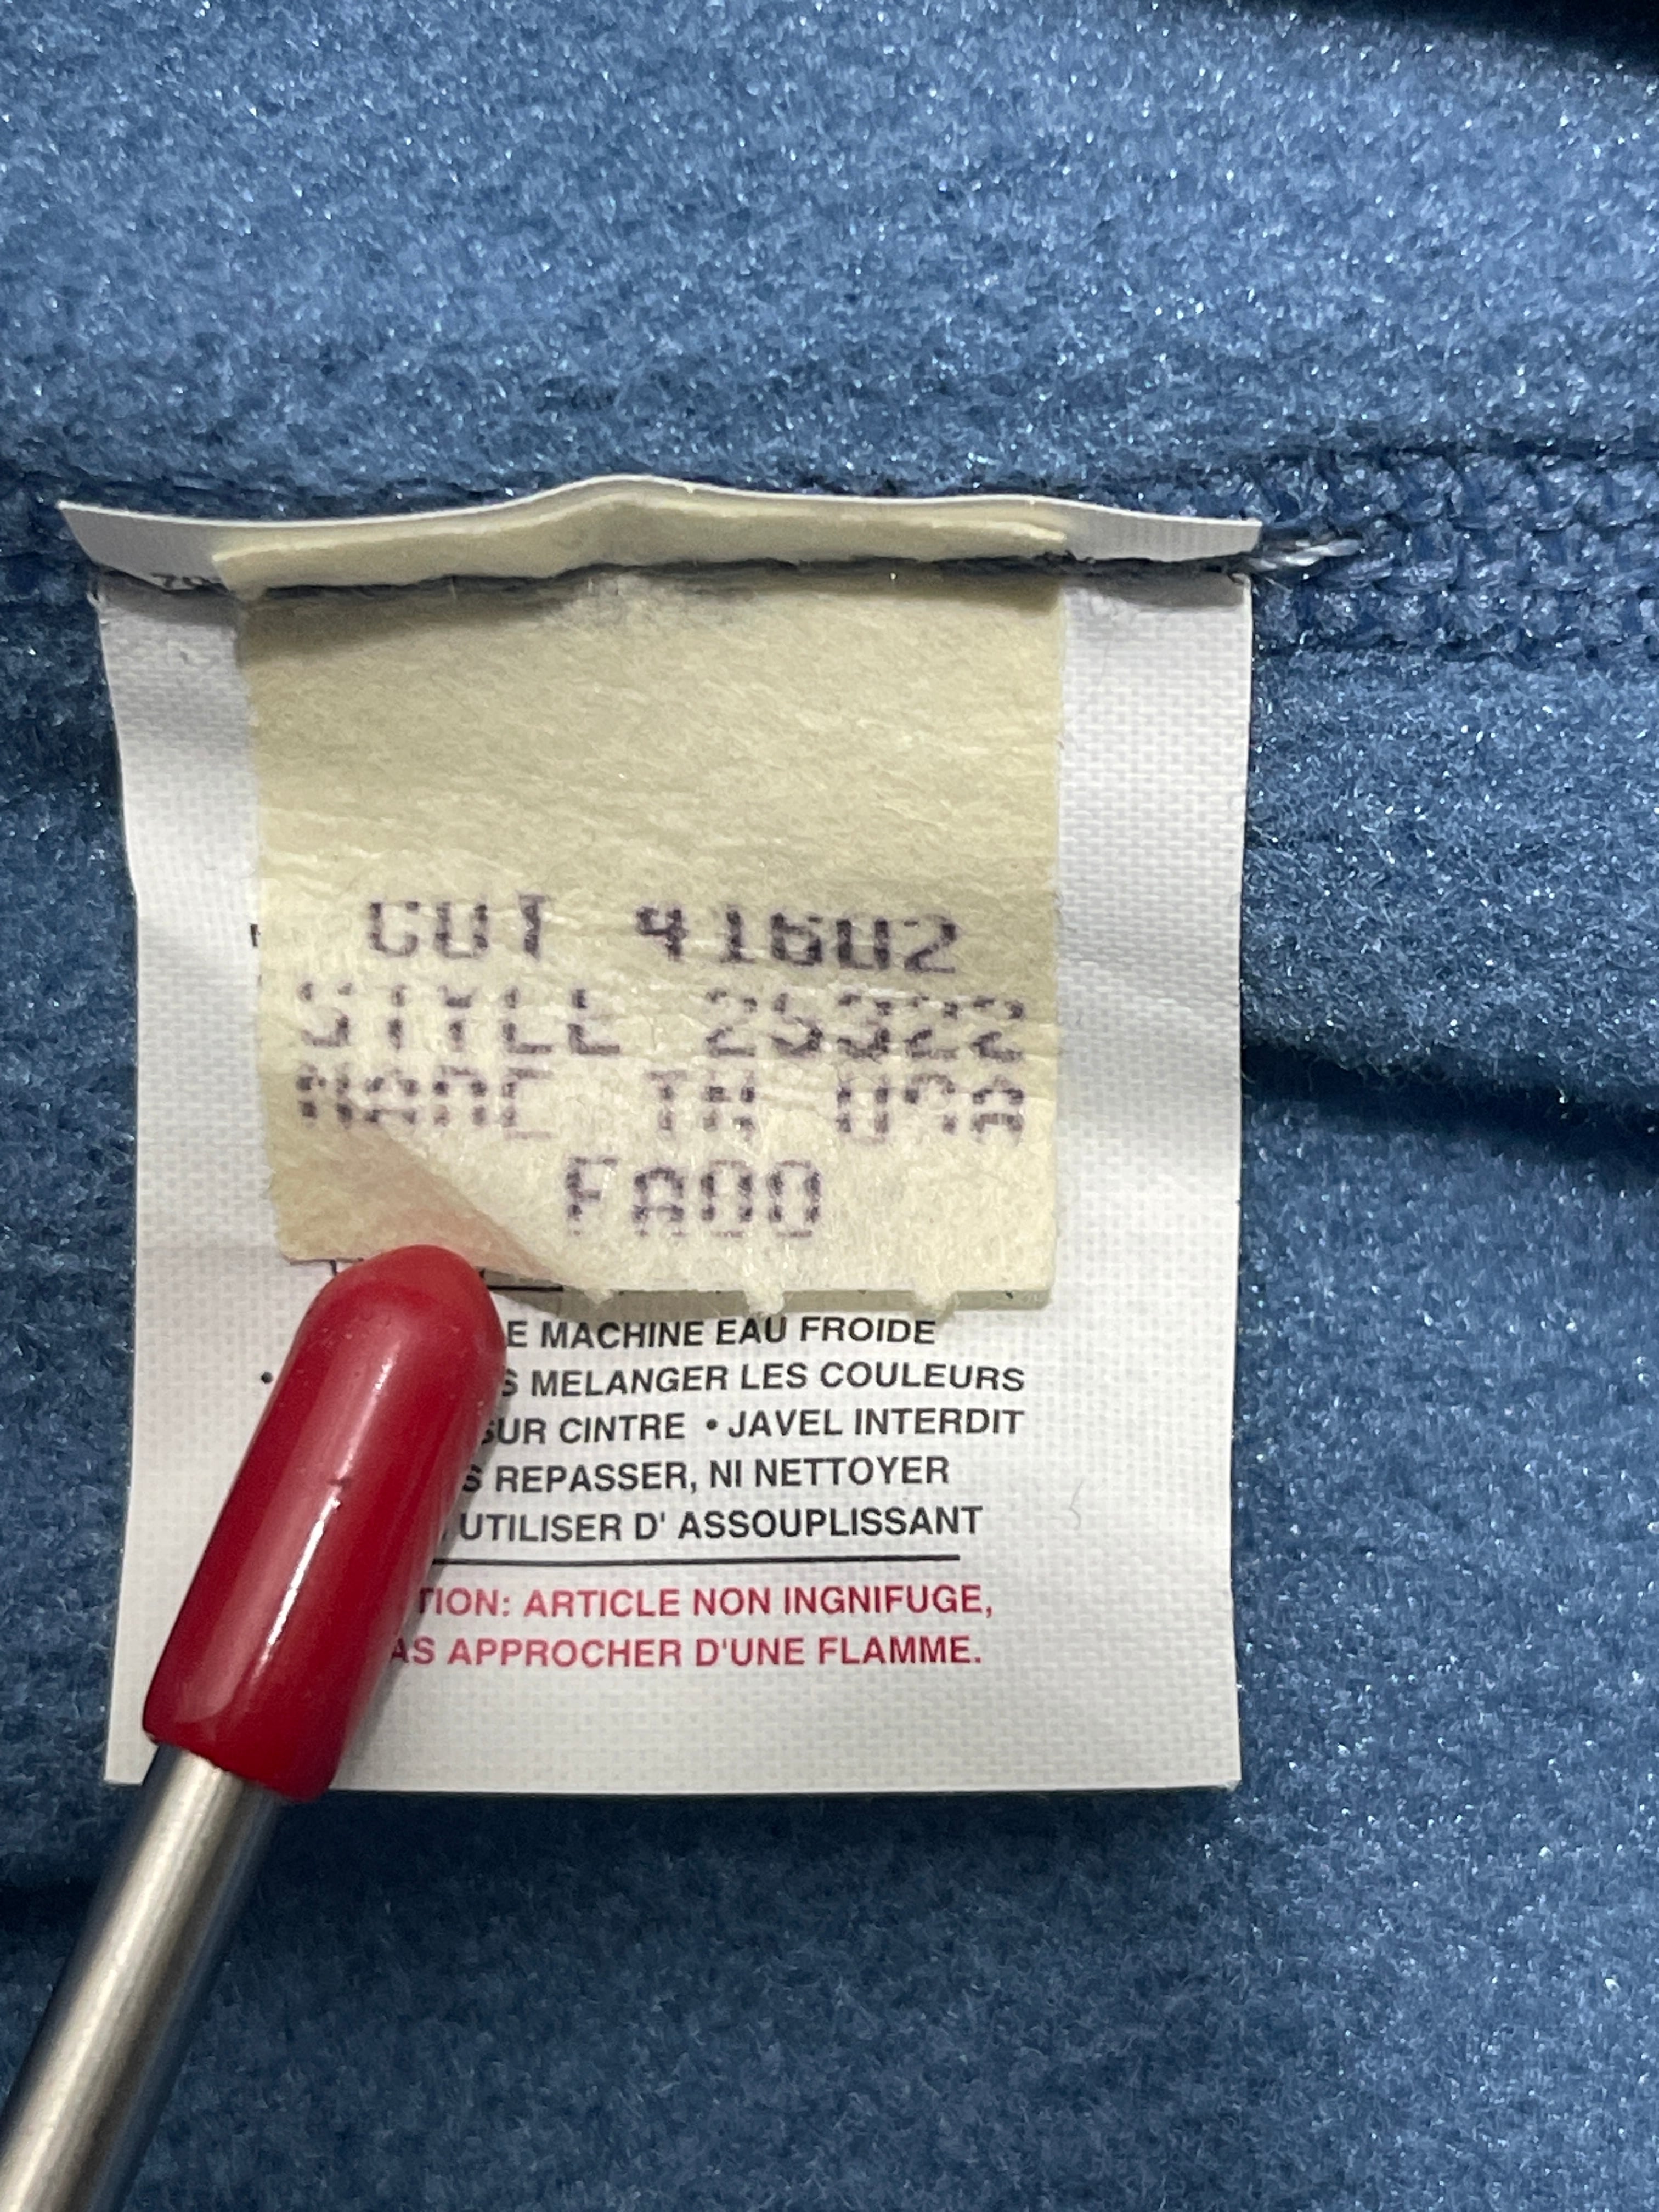 CUT 41602
STYLE 25322
MADE IN USA
FA00
E MACHINE EAU FROIDE
• S MELANGER LES COULEURS
SUR CINTRE • JAVEL INTERDIT
S REPASSER, NI NETTOYER
UTILISER D' ASSOUPLISSANT
TION: ARTICLE NON INGNIFUGE,
AS APPROCHER D'UNE FLAMME.